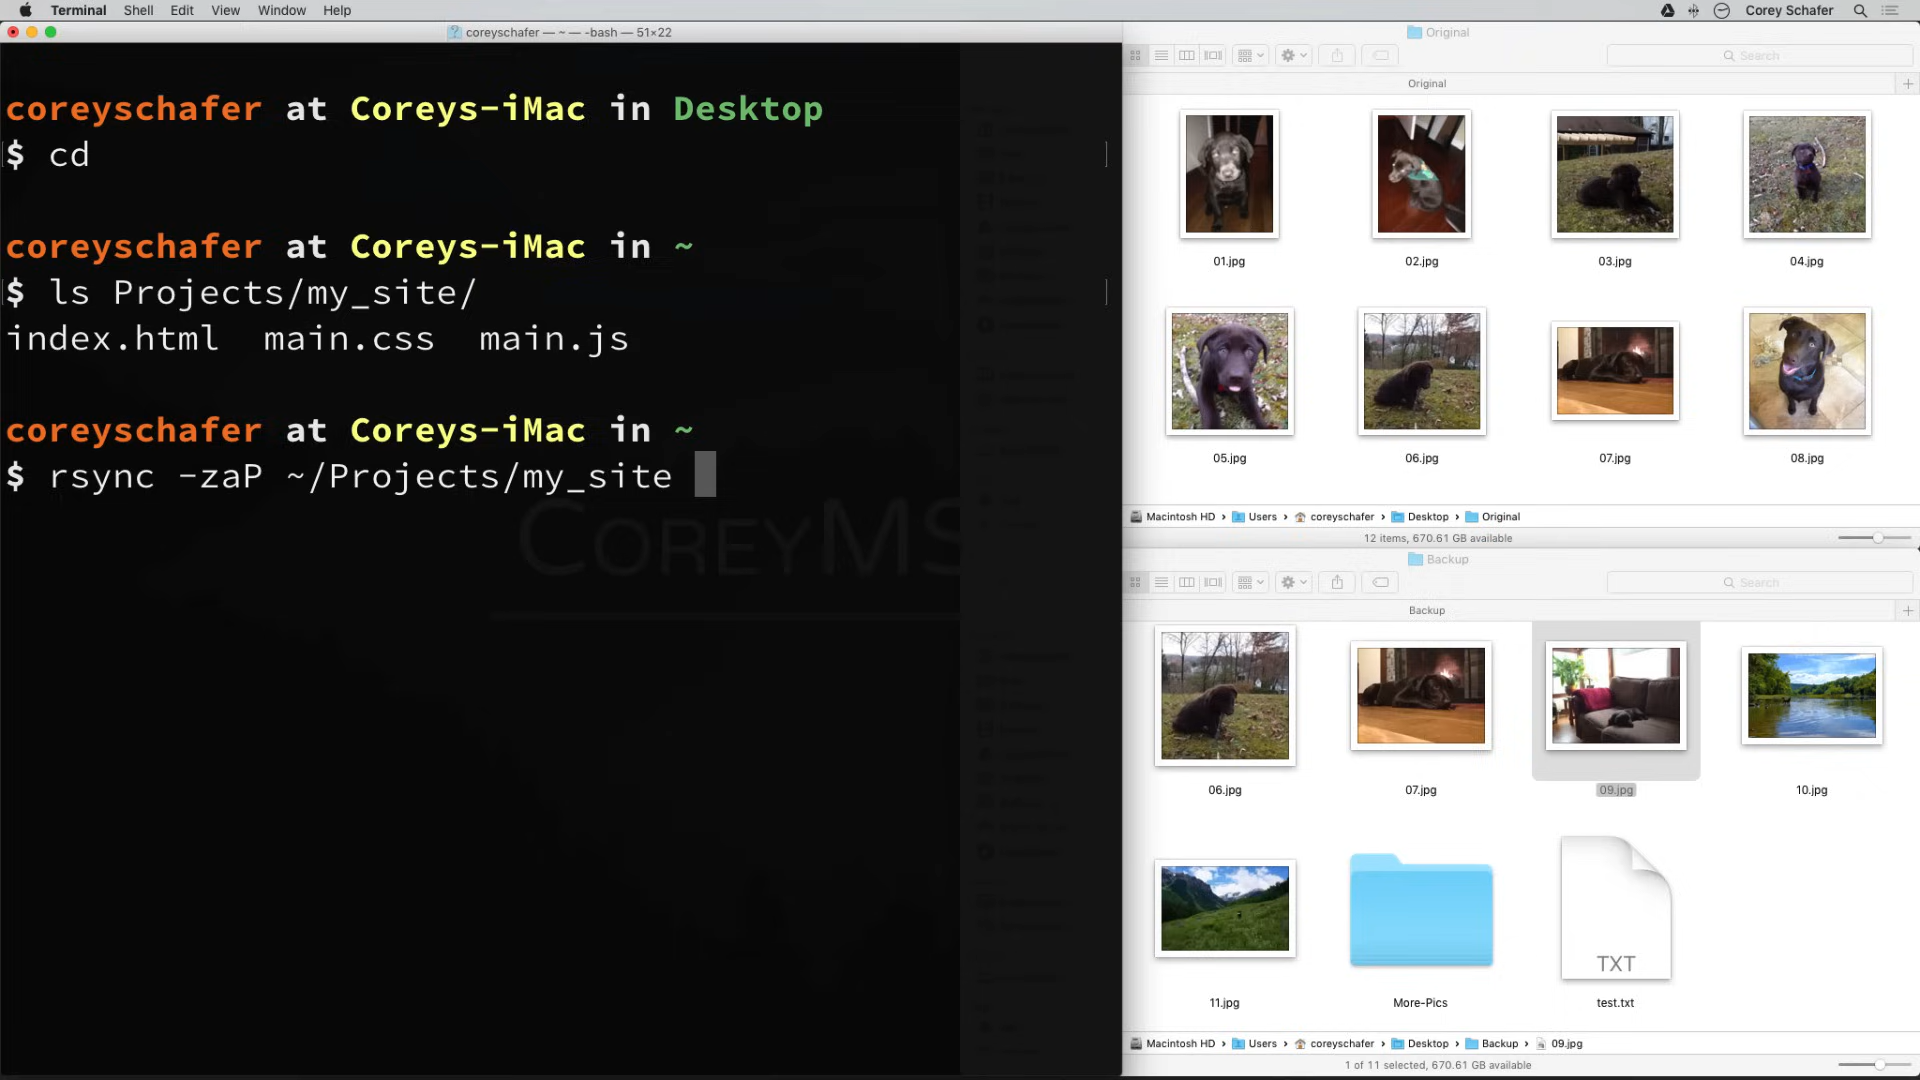 Terminal Shell Edit View Window Help
Corey Schafer
coreyschafer — ~ — -bash — 51×22
coreyschafer at Coreys-iMac in Desktop
$ cd
coreyschafer at Coreys-iMac in ~
$ ls Projects/my_site/
index.html main.css main.js
coreyschafer at Coreys-iMac in ~
$ rsync -zaP ~/Projects/my_site
COREYMS
Original
Search
Original
01.jpg 02.jpg 03.jpg 04.jpg
05.jpg 06.jpg 07.jpg 08.jpg
Macintosh HD › Users › coreyschafer › Desktop › Original
12 items, 670.61 GB available
Backup
Search
Backup
06.jpg 07.jpg 09.jpg 10.jpg
TXT
11.jpg More-Pics test.txt
Macintosh HD › Users › coreyschafer › Desktop › Backup › 09.jpg
1 of 11 selected, 670.61 GB available